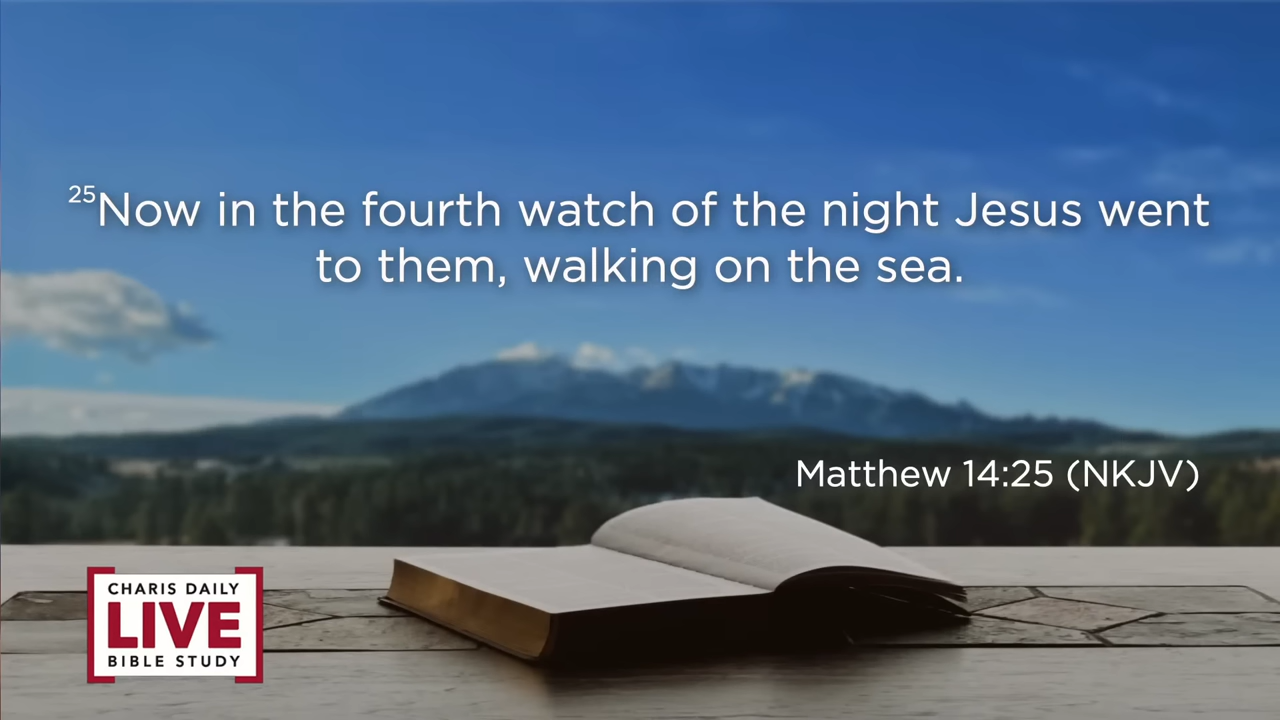 25Now in the fourth watch of the night Jesus went
to them, walking on the sea.
Matthew 14:25 (NKJV)
CHARIS DAILY
LIVE
BIBLE STUDY